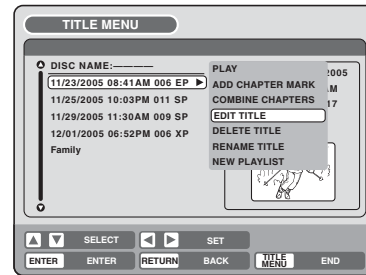 TITLE MENU
DISC NAME:————
11/23/2005 08:41AM 006 EP
11/25/2005 10:03PM 011 SP
11/29/2005 11:30AM 009 SP
12/01/2005 06:52PM 006 XP
Family
PLAY
ADD CHAPTER MARK
COMBINE CHAPTERS
EDIT TITLE
DELETE TITLE
RENAME TITLE
NEW PLAYLIST
2005
AM
17
SELECT SET
ENTER ENTER RETURN BACK TITLE MENU END